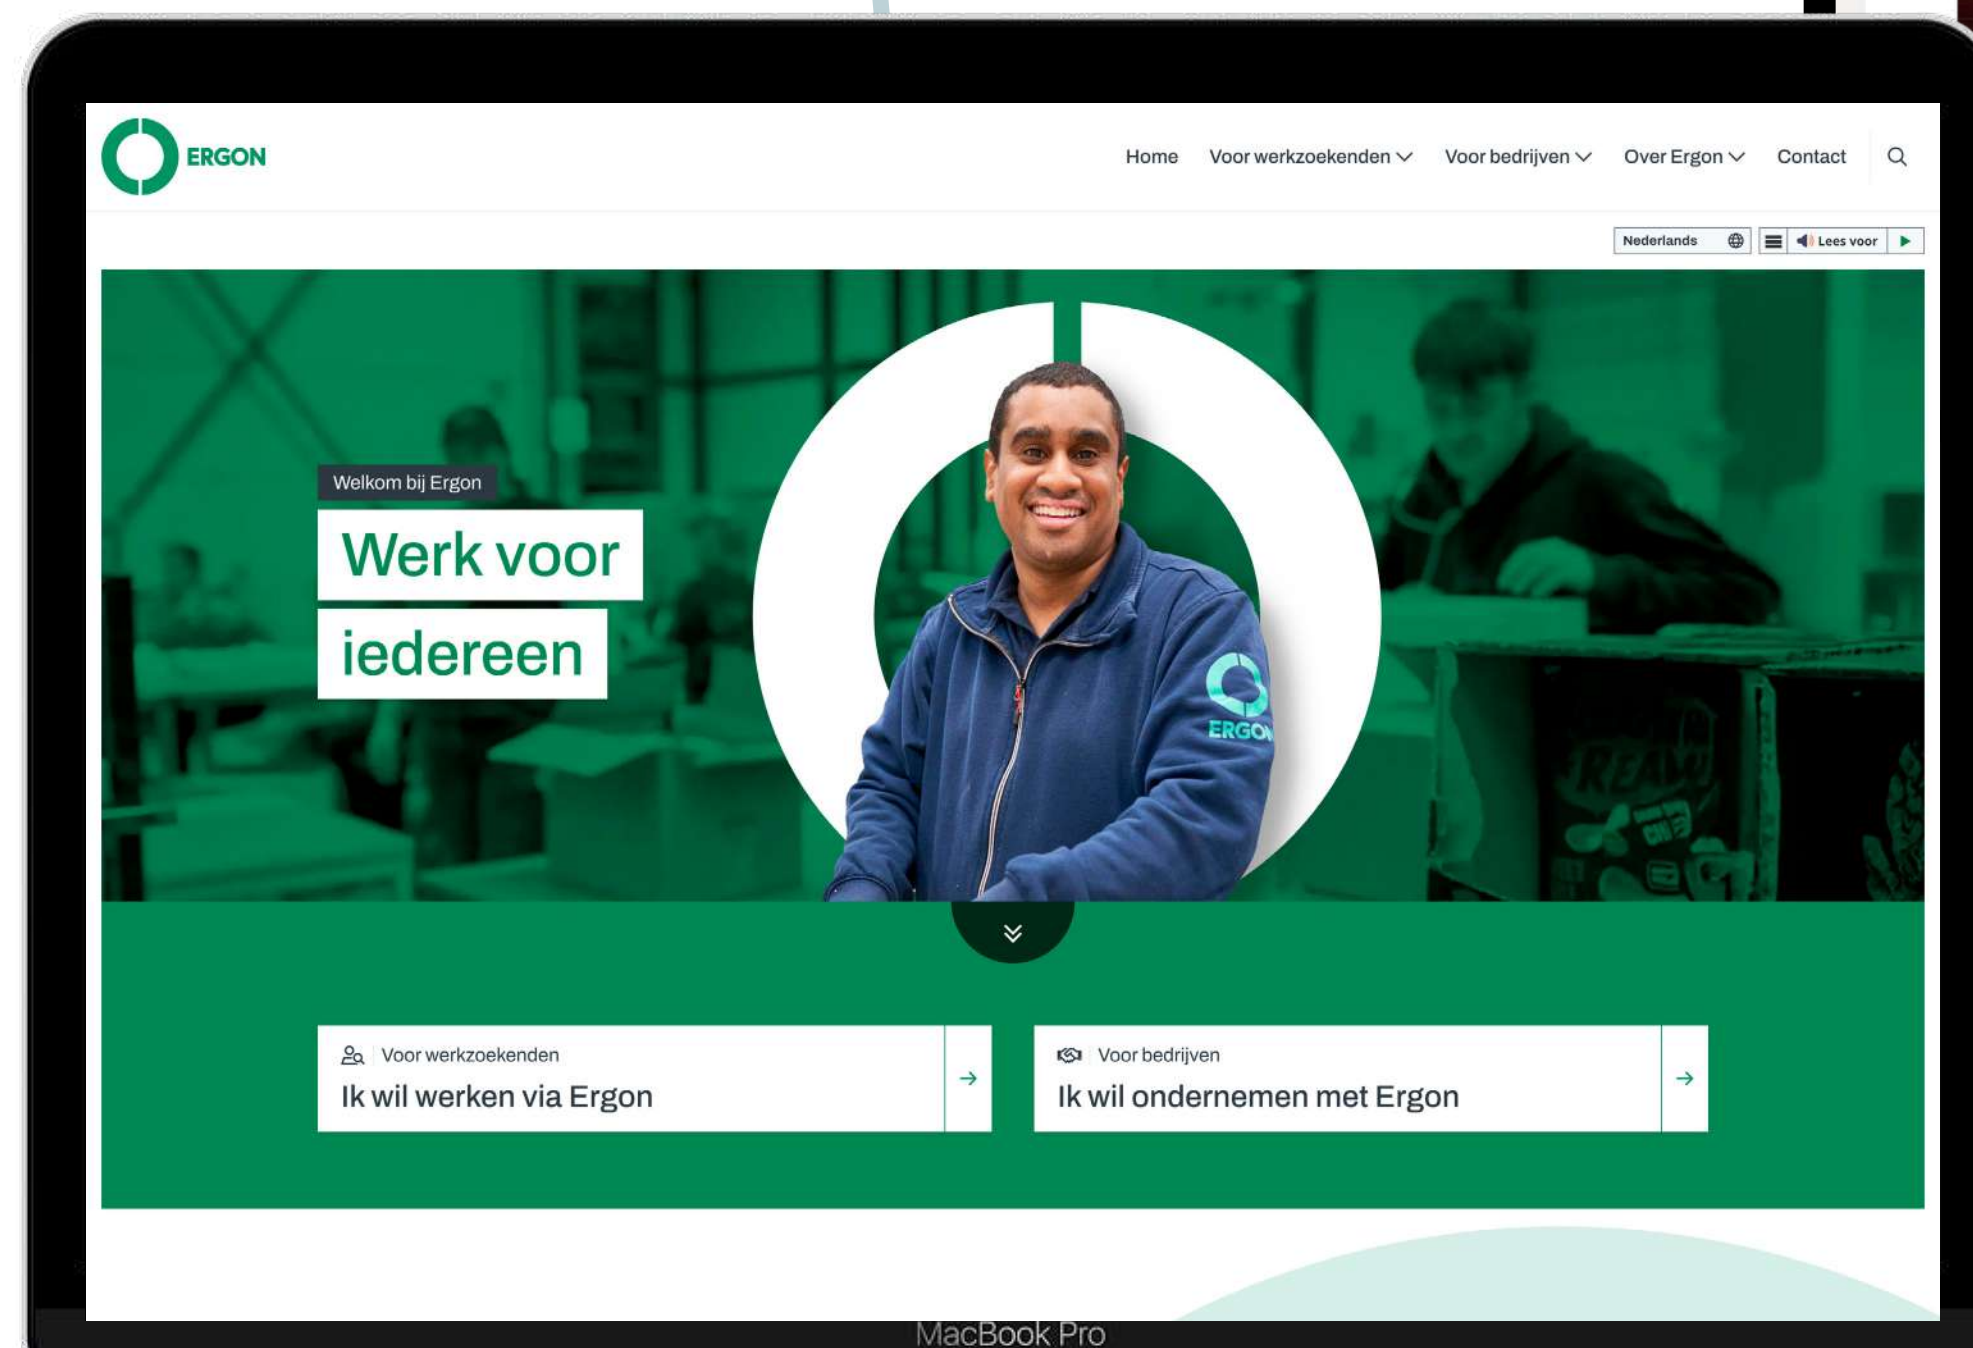 ERGON
Home Voor werkzoekenden Voor bedrijven Over Ergon Contact
Nederlands Lees voor
Welkom bij Ergon
Werk voor
iedereen
ERGON
Voor werkzoekenden
Ik wil werken via Ergon
Voor bedrijven
Ik wil ondernemen met Ergon
MacBook Pro